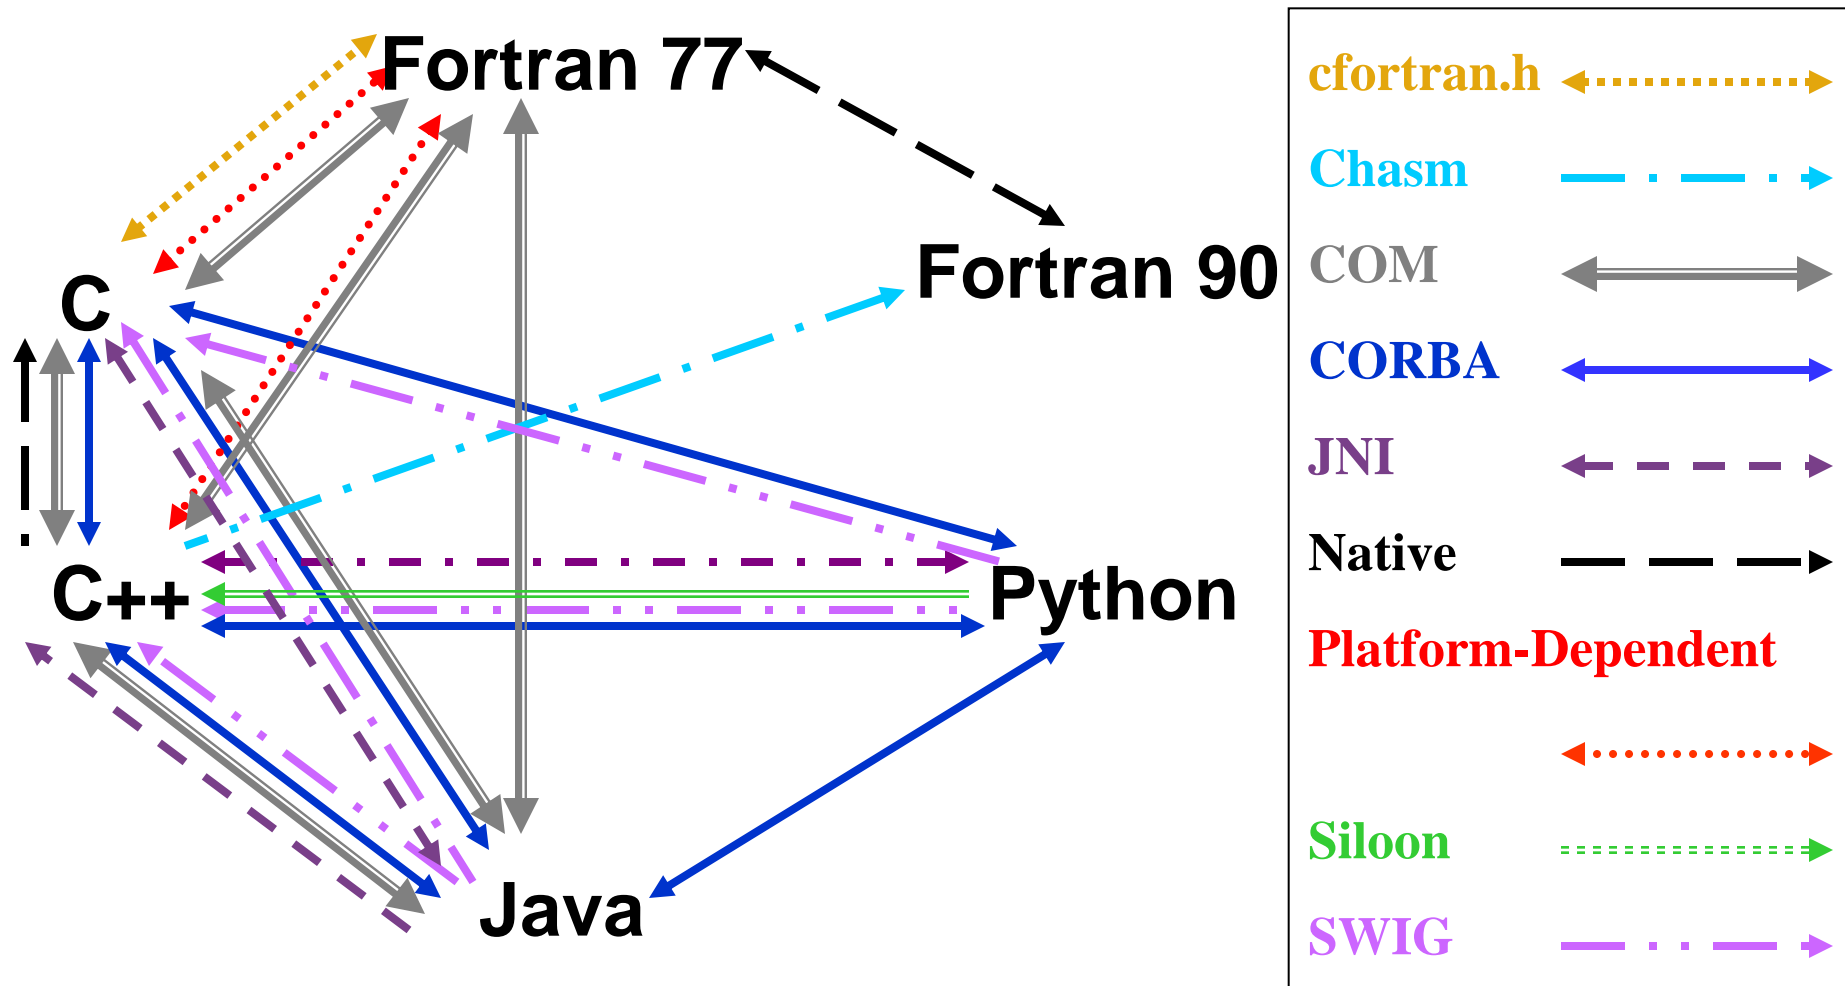 Fortran 77
Fortran 90
C
C++
Python
Java
cfortran.h
Chasm
COM
CORBA
JNI
Native
Platform-Dependent
Siloon
SWIG